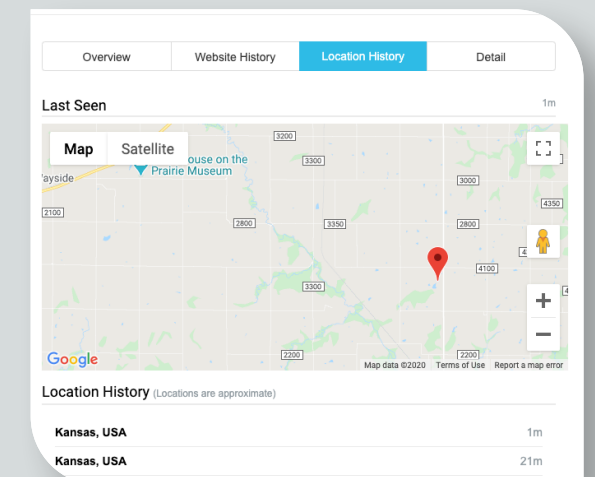 Overview Website History Location History Detail
Last Seen 1m
Map Satellite
3200
ouse on the
Prairie Museum
3300
ayside
3000
2100
4350
2800 3350 2800
4100
3300
2200 2200
Google Map data ©2020 Terms of Use Report a map error
Location History (Locations are approximate)
Kansas, USA 1m
Kansas, USA 21m